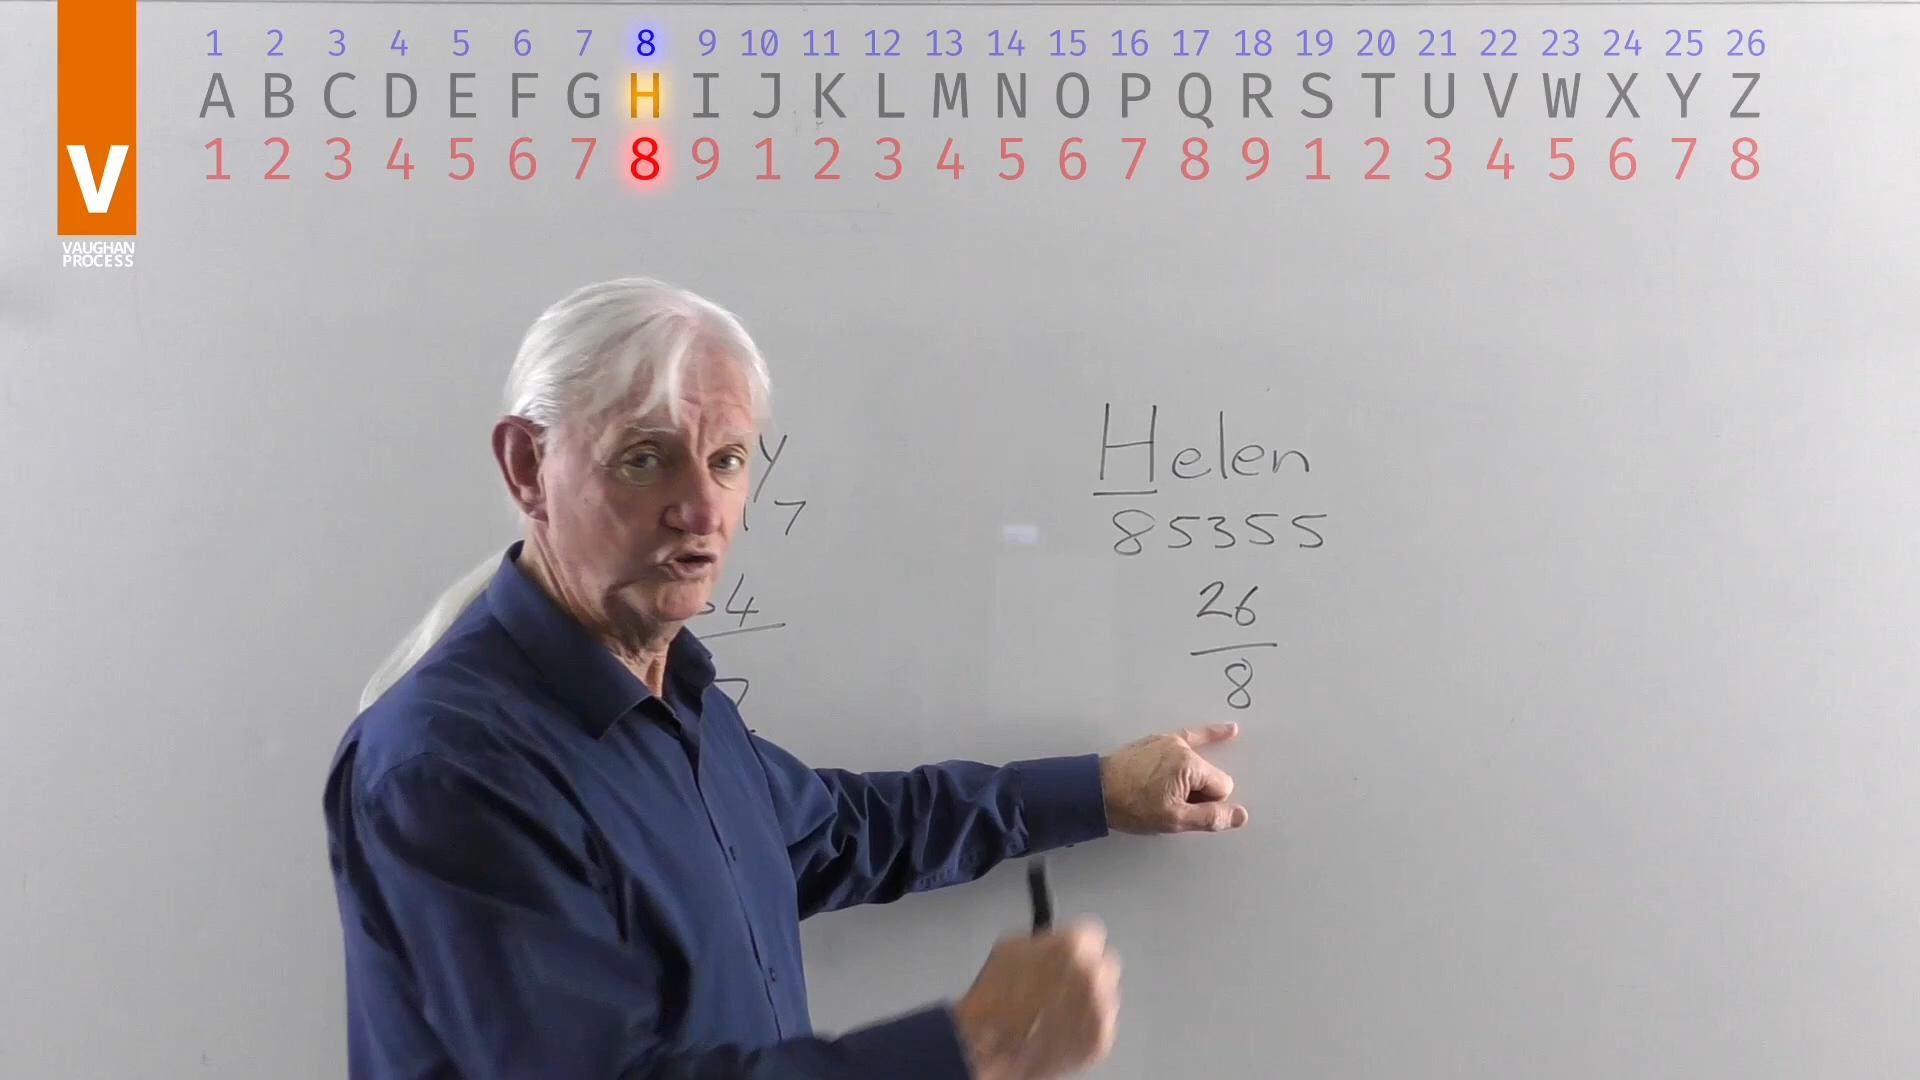 1 2 3 4 5 6 7 8 9 10 11 12 13 14 15 16 17 18 19 20 21 22 23 24 25 26
A B C D E F G H I J K L M N O P Q R S T U V W X Y Z
1 2 3 4 5 6 7 8 9 1 2 3 4 5 6 7 8 9 1 2 3 4 5 6 7 8
V
VAUGHAN
PROCESS
y
17
4
7
Helen
85355
26
8